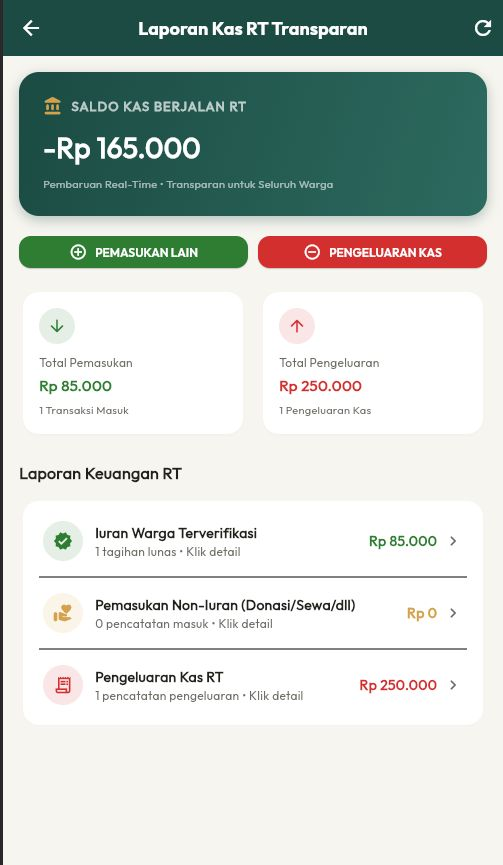 Laporan Kas RT Transparan
SALDO KAS BERJALAN RT
-Rp 165.000
Pembaruan Real-Time • Transparan untuk Seluruh Warga
PEMASUKAN LAIN
PENGELUARAN KAS
Total Pemasukan
Rp 85.000
1 Transaksi Masuk
Total Pengeluaran
Rp 250.000
1 Pengeluaran Kas
Laporan Keuangan RT
Iuran Warga Terverifikasi
1 tagihan lunas • Klik detail
Rp 85.000
Pemasukan Non-Iuran (Donasi/Sewa/dll)
0 pencatatan masuk • Klik detail
Rp 0
Pengeluaran Kas RT
1 pencatatan pengeluaran • Klik detail
Rp 250.000